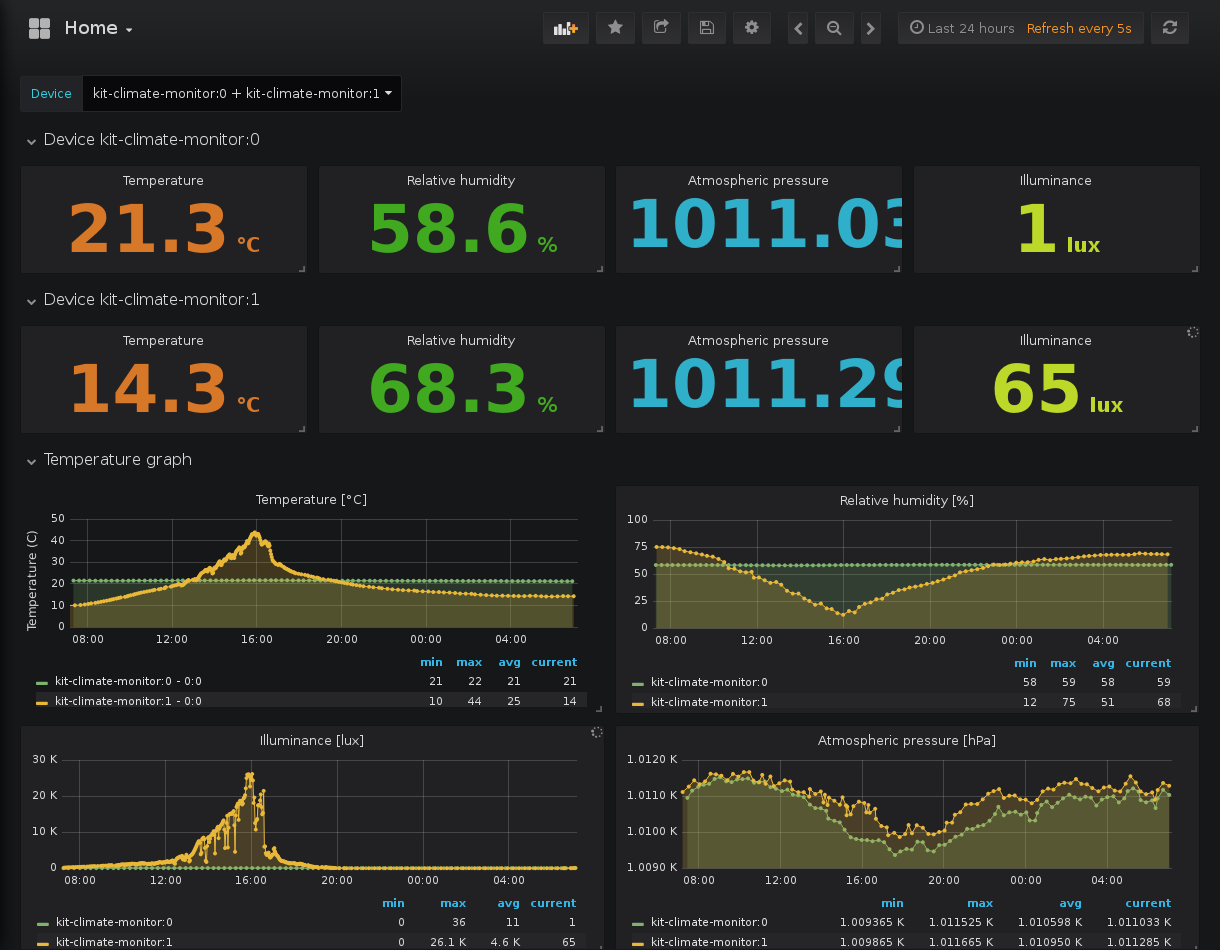 Home
Last 24 hours Refresh every 5s
Device kit-climate-monitor:0 + kit-climate-monitor:1
Device kit-climate-monitor:0
Temperature Relative humidity Atmospheric pressure Illuminance
21.3 °C 58.6 % 1011.03 1 lux
Device kit-climate-monitor:1
Temperature Relative humidity Atmospheric pressure Illuminance
14.3 °C 68.3 % 1011.29 65 lux
Temperature graph
Temperature [°C]
Temperature (C)
50
40
30
20
10
0
08:00 12:00 16:00 20:00 00:00 04:00
min max avg current
kit-climate-monitor:0 - 0:0 21 22 21 21
kit-climate-monitor:1 - 0:0 10 44 25 14
Relative humidity [%]
100
75
50
25
0
08:00 12:00 16:00 20:00 00:00 04:00
min max avg current
kit-climate-monitor:0 58 59 58 59
kit-climate-monitor:1 12 75 51 68
Illuminance [lux]
30 K
20 K
10 K
0
08:00 12:00 16:00 20:00 00:00 04:00
min max avg current
kit-climate-monitor:0 0 36 11 1
kit-climate-monitor:1 0 26.1 K 4.6 K 65
Atmospheric pressure [hPa]
1.0120 K
1.0110 K
1.0100 K
1.0090 K
08:00 12:00 16:00 20:00 00:00 04:00
min max avg current
kit-climate-monitor:0 1.009365 K 1.011525 K 1.010598 K 1.011033 K
kit-climate-monitor:1 1.009865 K 1.011665 K 1.010950 K 1.011285 K